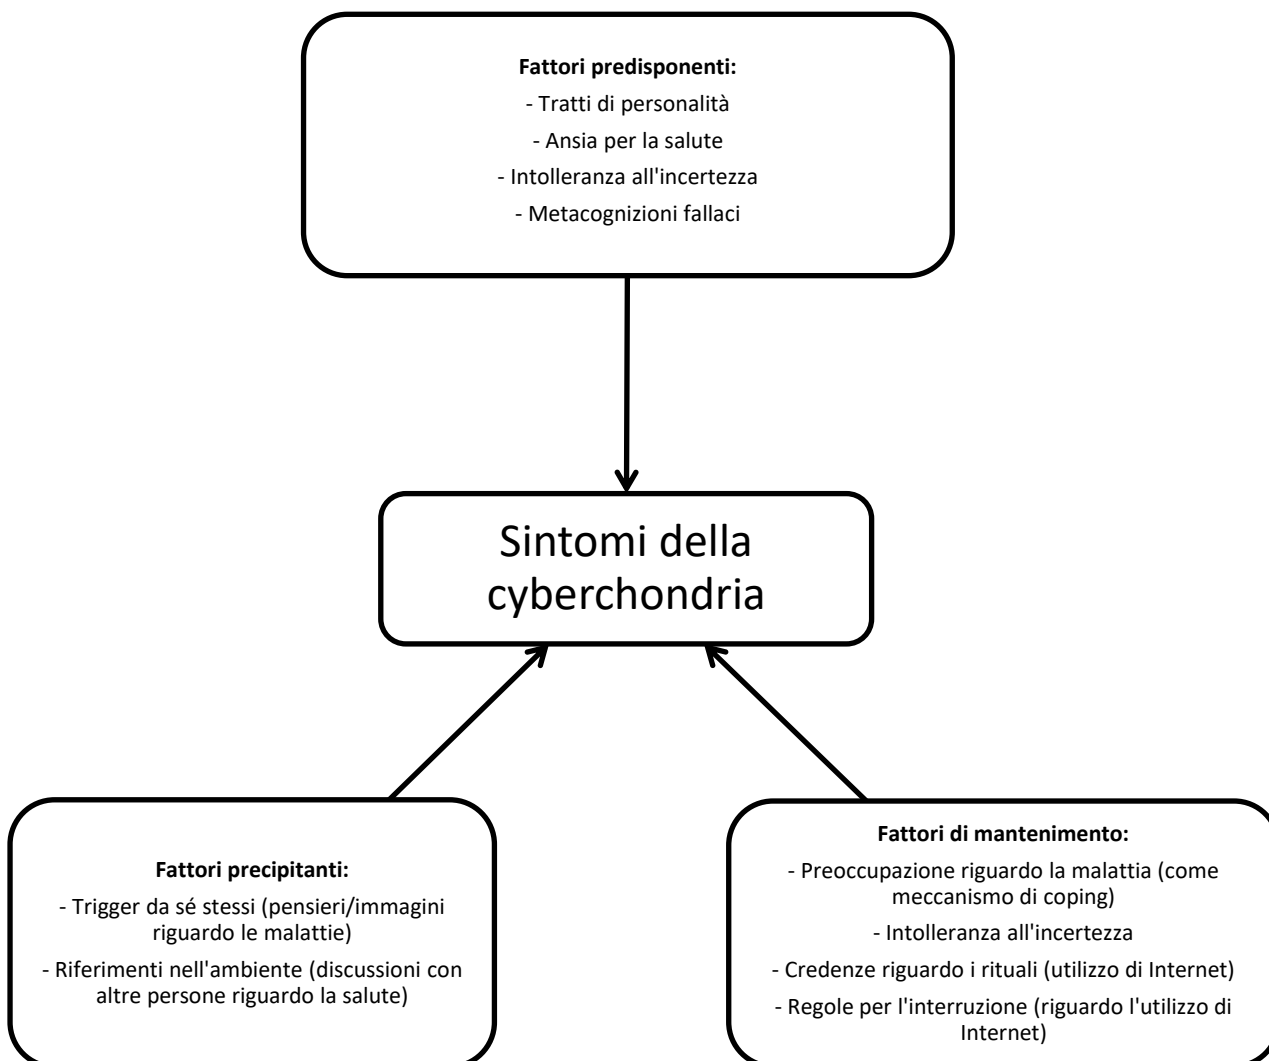 Fattori predisponenti:
- Tratti di personalità
- Ansia per la salute
- Intolleranza all'incertezza
- Metacognizioni fallaci
Sintomi della
cyberchondria
Fattori precipitanti:
- Trigger da sé stessi (pensieri/immagini
riguardo le malattie)
- Riferimenti nell'ambiente (discussioni con
altre persone riguardo la salute)
Fattori di mantenimento:
- Preoccupazione riguardo la malattia (come
meccanismo di coping)
- Intolleranza all'incertezza
- Credenze riguardo i rituali (utilizzo di Internet)
- Regole per l'interruzione (riguardo l'utilizzo di
Internet)